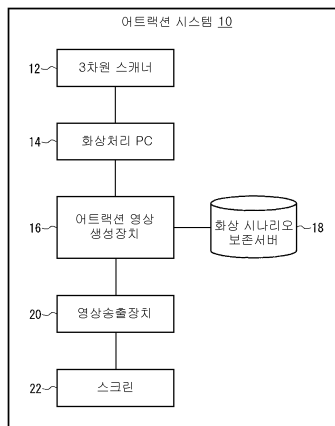 어트랙션 시스템 10
12
3차원 스캐너
14
화상처리 PC
16
어트랙션 영상
생성장치
화상 시나리오
보존서버
18
20
영상송출장치
22
스크린